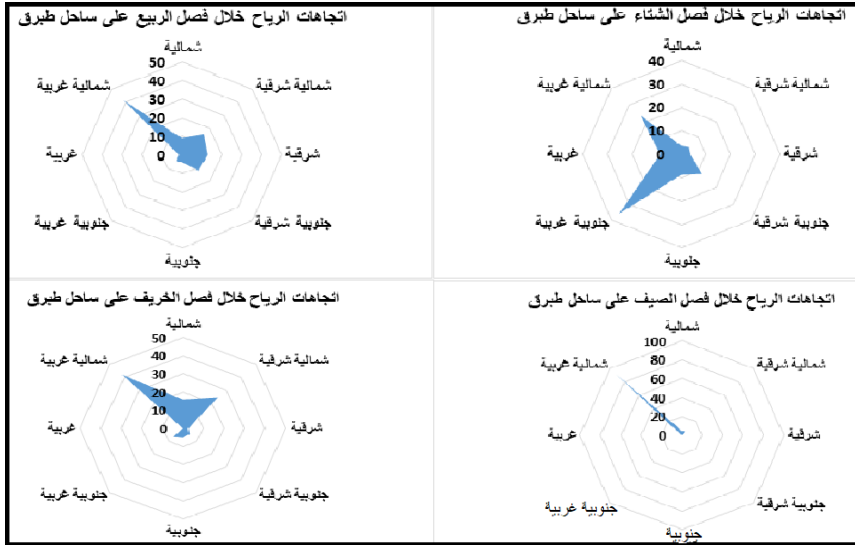 اتجاهات الرياح خلال فصل الشتاء على ساحل طبرق
شمالية
شمالية شرقية
شرقية
جنوبية شرقية
جنوبية
جنوبية غربية
غربية
شمالية غربية
40
30
20
10
0
اتجاهات الرياح خلال فصل الربيع على ساحل طبرق
شمالية
شمالية شرقية
شرقية
جنوبية شرقية
جنوبية
جنوبية غربية
غربية
شمالية غربية
50
40
30
20
10
0
اتجاهات الرياح خلال فصل الصيف على ساحل طبرق
شمالية
شمالية شرقية
شرقية
جنوبية شرقية
جنوبية
جنوبية غربية
غربية
شمالية غربية
100
80
60
40
20
0
اتجاهات الرياح خلال فصل الخريف على ساحل طبرق
شمالية
شمالية شرقية
شرقية
جنوبية شرقية
جنوبية
جنوبية غربية
غربية
شمالية غربية
50
40
30
20
10
0